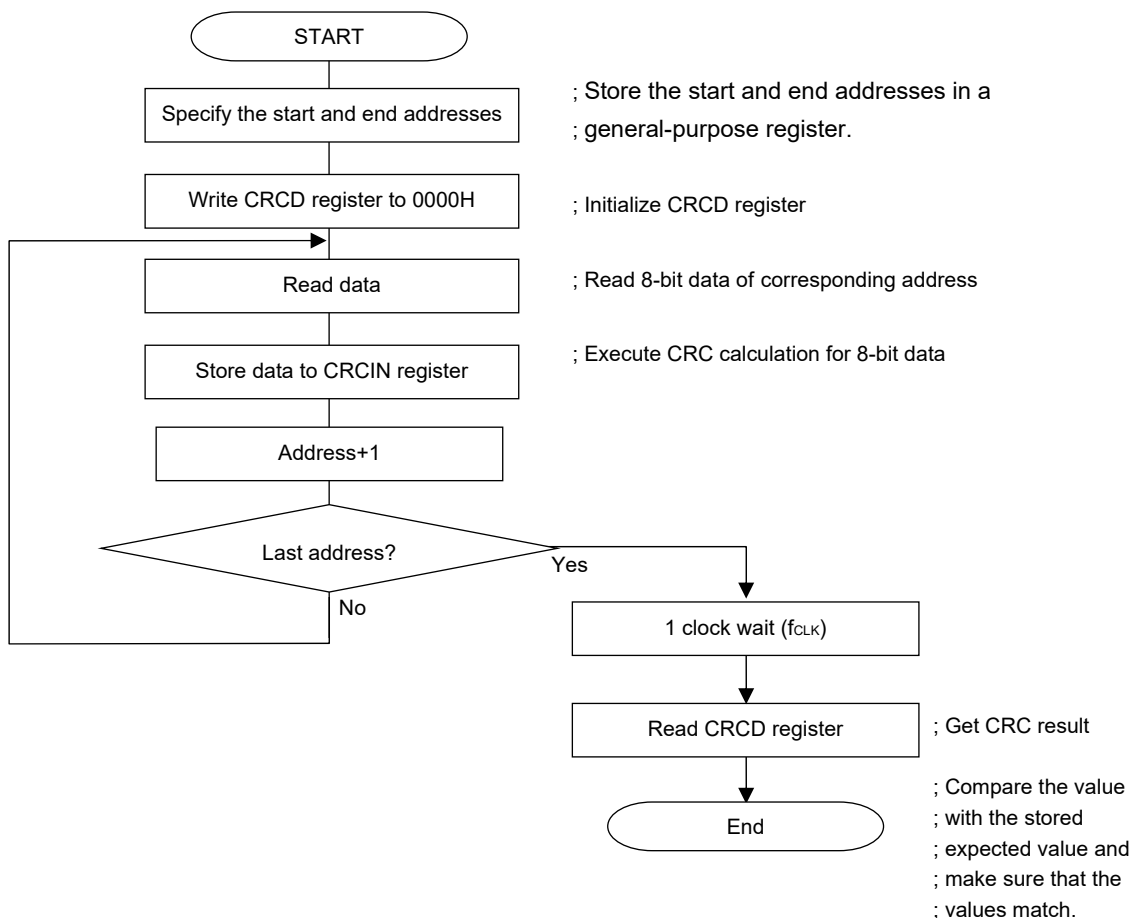 START
Specify the start and end addresses
; Store the start and end addresses in a
; general-purpose register.
Write CRCD register to 0000H
; Initialize CRCD register
Read data
; Read 8-bit data of corresponding address
Store data to CRCIN register
; Execute CRC calculation for 8-bit data
Address+1
Last address?
Yes
No
1 clock wait (fCLK)
Read CRCD register
; Get CRC result
; Compare the value
; with the stored
; expected value and
; make sure that the
; values match.
End